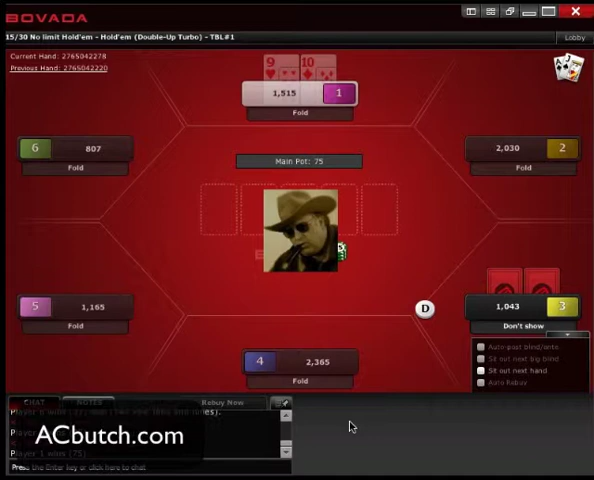 BOVADA
15/30 No limit Hold'em - Hold'em (Double-Up Turbo) - TBL#1
Lobby
Current Hand: 2765042278
Previous Hand: 2765042220
9 10
A J
1,515 1
Fold
6 807
Fold
2,030 2
Fold
Main Pot: 75
5 1,165
Fold
D
1,043 3
Don't show
4 2,365
Fold
Auto-post blind/ante
Sit out next big blind
Sit out next hand
Auto Rebuy
CHAT NOTES Rebuy Now
ACbutch.com
Player 1 wins (75)
Press the Enter key or click here to chat